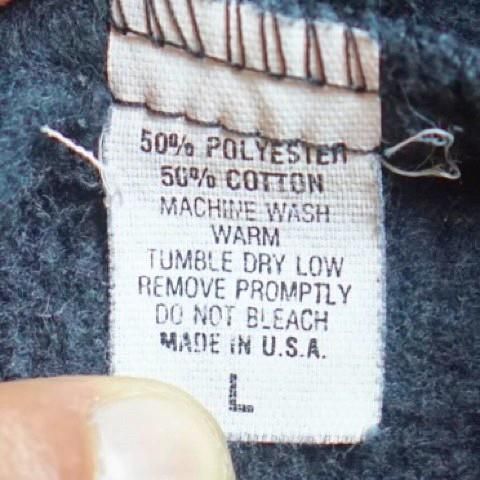 50% POLYESTER
50% COTTON
MACHINE WASH
WARM
TUMBLE DRY LOW
REMOVE PROMPTLY
DO NOT BLEACH
MADE IN U.S.A.
L